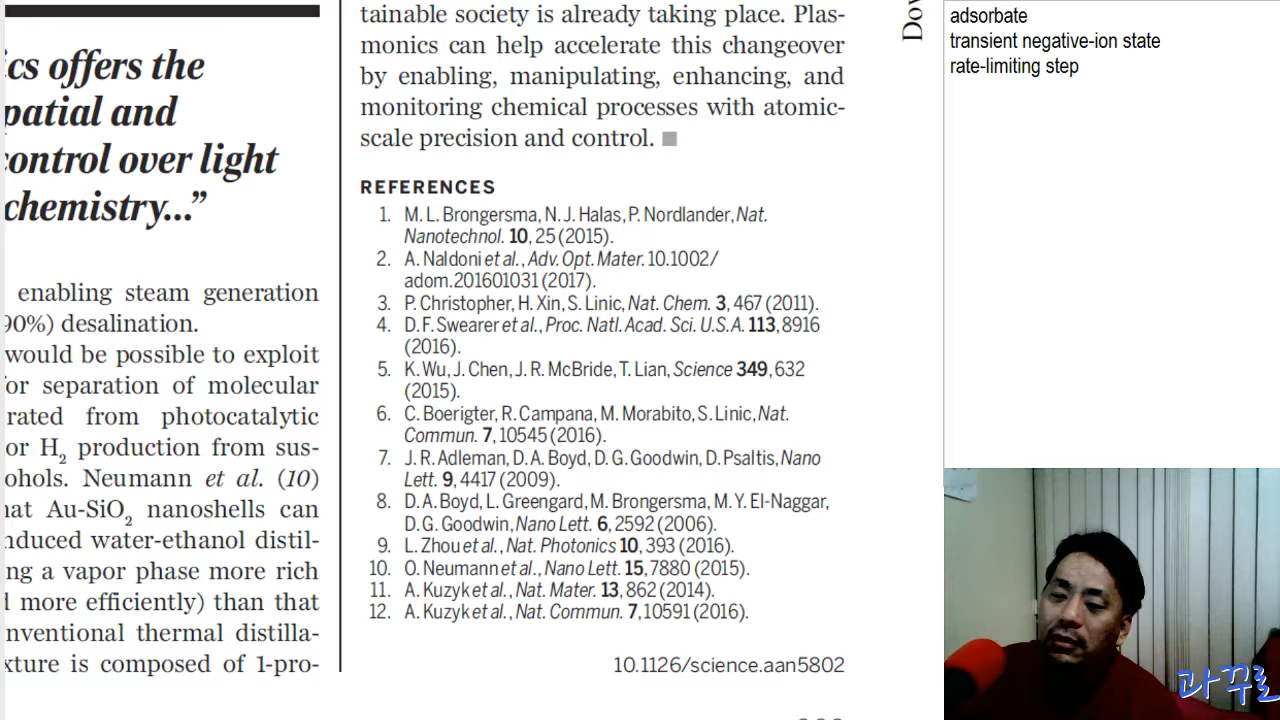 ics offers the
patial and
control over light
chemistry...”
enabling steam generation
90%) desalination.
would be possible to exploit
for separation of molecular
rated from photocatalytic
or H₂ production from sus-
ohols. Neumann et al. (10)
hat Au-SiO₂ nanoshells can
nduced water-ethanol distil-
ng a vapor phase more rich
d more efficiently) than that
nventional thermal distilla-
xture is composed of 1-pro-
tainable society is already taking place. Plas-
monics can help accelerate this changeover
by enabling, manipulating, enhancing, and
monitoring chemical processes with atomic-
scale precision and control. ■
REFERENCES
1. M. L. Brongersma, N. J. Halas, P. Nordlander, Nat.
Nanotechnol. 10, 25 (2015).
2. A. Naldoni et al., Adv. Opt. Mater. 10.1002/
adom.201601031 (2017).
3. P. Christopher, H. Xin, S. Linic, Nat. Chem. 3, 467 (2011).
4. D. F. Swearer et al., Proc. Natl. Acad. Sci. U.S.A. 113, 8916
(2016).
5. K. Wu, J. Chen, J. R. McBride, T. Lian, Science 349, 632
(2015).
6. C. Boerigter, R. Campana, M. Morabito, S. Linic, Nat.
Commun. 7, 10545 (2016).
7. J. R. Adleman, D. A. Boyd, D. G. Goodwin, D. Psaltis, Nano
Lett. 9, 4417 (2009).
8. D. A. Boyd, L. Greengard, M. Brongersma, M. Y. El-Naggar,
D. G. Goodwin, Nano Lett. 6, 2592 (2006).
9. L. Zhou et al., Nat. Photonics 10, 393 (2016).
10. O. Neumann et al., Nano Lett. 15, 7880 (2015).
11. A. Kuzyk et al., Nat. Mater. 13, 862 (2014).
12. A. Kuzyk et al., Nat. Commun. 7, 10591 (2016).
10.1126/science.aan5802
Dow
adsorbate
transient negative-ion state
rate-limiting step
과꾸로